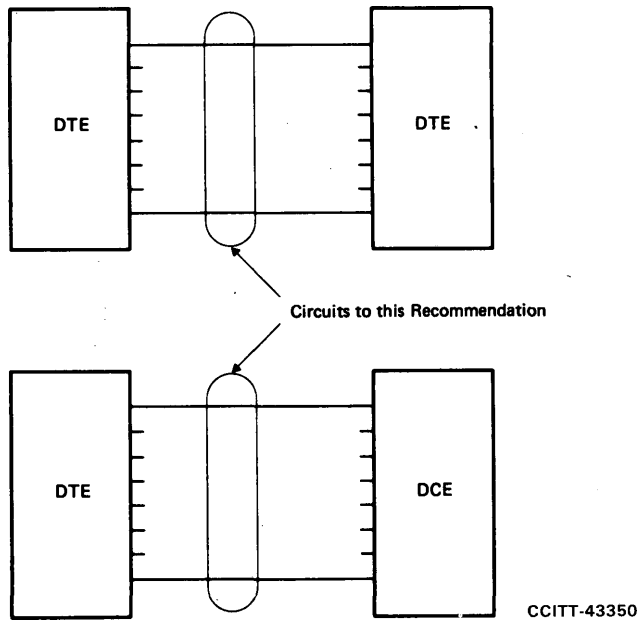 DTE
DTE
Circuits to this Recommendation
DTE
DCE
CCITT-43350